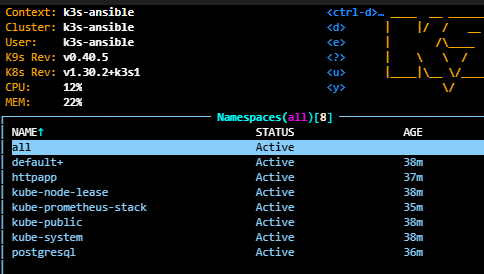 Context: k3s-ansible <ctrl-d>…
Cluster: k3s-ansible <d>
User: k3s-ansible <e>
K9s Rev: v0.40.5 <?>
K8s Rev: v1.30.2+k3s1 <u>
CPU: 12% <y>
MEM: 22%
Namespaces(all)[8]
NAME↑ STATUS AGE
all Active
default+ Active 38m
httpapp Active 37m
kube-node-lease Active 38m
kube-prometheus-stack Active 35m
kube-public Active 38m
kube-system Active 38m
postgresql Active 36m